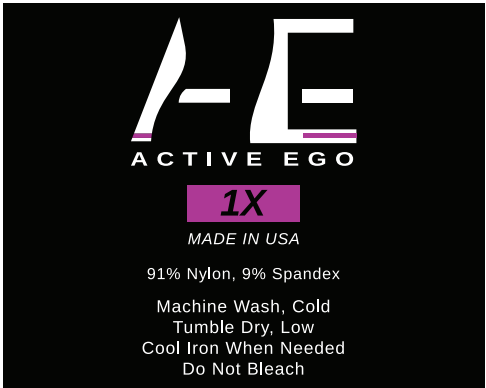 AE
ACTIVE EGO
1X
MADE IN USA
91% Nylon, 9% Spandex
Machine Wash, Cold
Tumble Dry, Low
Cool Iron When Needed
Do Not Bleach